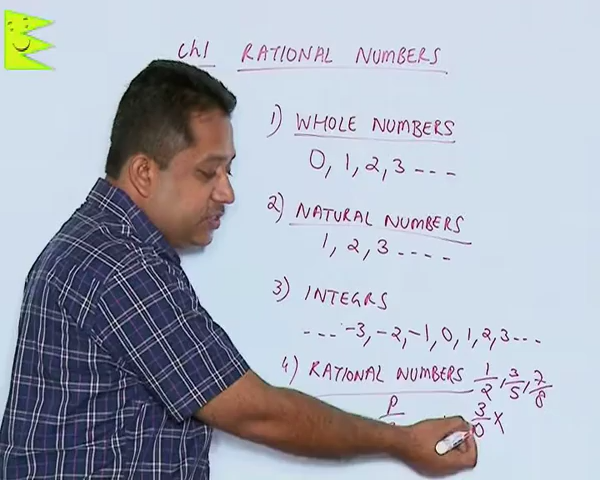 Ch1 RATIONAL NUMBERS
1) WHOLE NUMBERS
0, 1, 2, 3 ---
2) NATURAL NUMBERS
1, 2, 3 ----
3) INTEGRS
--- -3, -2, -1, 0, 1, 2, 3 ---
4) RATIONAL NUMBERS 1/2, 3/5, 7/8
P 3/0 X